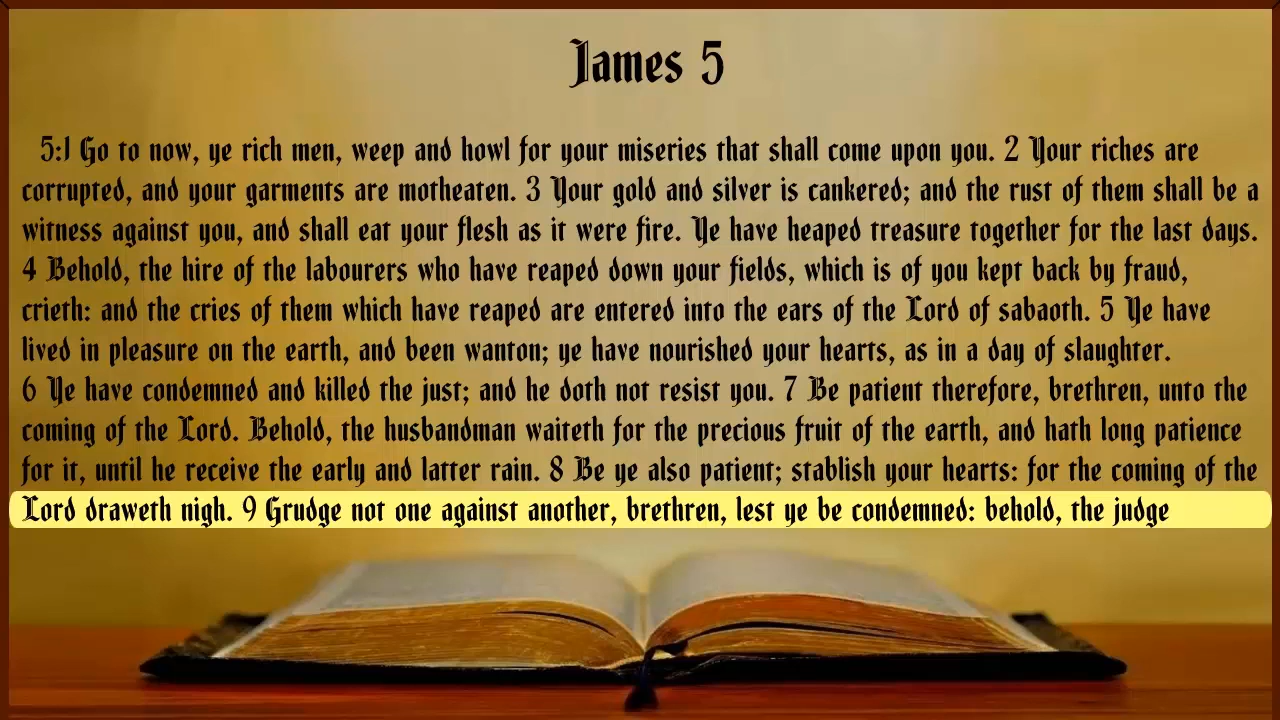 James 5
5:1 Go to now, ye rich men, weep and howl for your miseries that shall come upon you. 2 Your riches are
corrupted, and your garments are motheaten. 3 Your gold and silver is cankered; and the rust of them shall be a
witness against you, and shall eat your flesh as it were fire. Ye have heaped treasure together for the last days.
4 Behold, the hire of the labourers who have reaped down your fields, which is of you kept back by fraud,
crieth: and the cries of them which have reaped are entered into the ears of the Lord of sabaoth. 5 Ye have
lived in pleasure on the earth, and been wanton; ye have nourished your hearts, as in a day of slaughter.
6 Ye have condemned and killed the just; and he doth not resist you. 7 Be patient therefore, brethren, unto the
coming of the Lord. Behold, the husbandman waiteth for the precious fruit of the earth, and hath long patience
for it, until he receive the early and latter rain. 8 Be ye also patient; stablish your hearts: for the coming of the
Lord draweth nigh. 9 Grudge not one against another, brethren, lest ye be condemned: behold, the judge